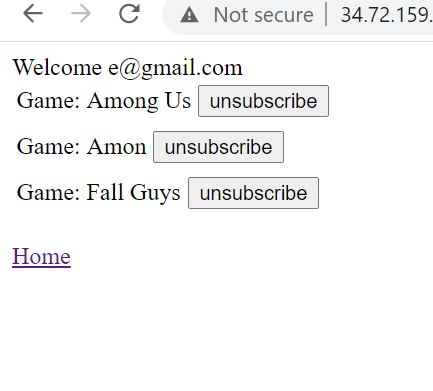 Not secure | 34.72.159.
Welcome e@gmail.com
Game: Among Us unsubscribe
Game: Amon unsubscribe
Game: Fall Guys unsubscribe
Home